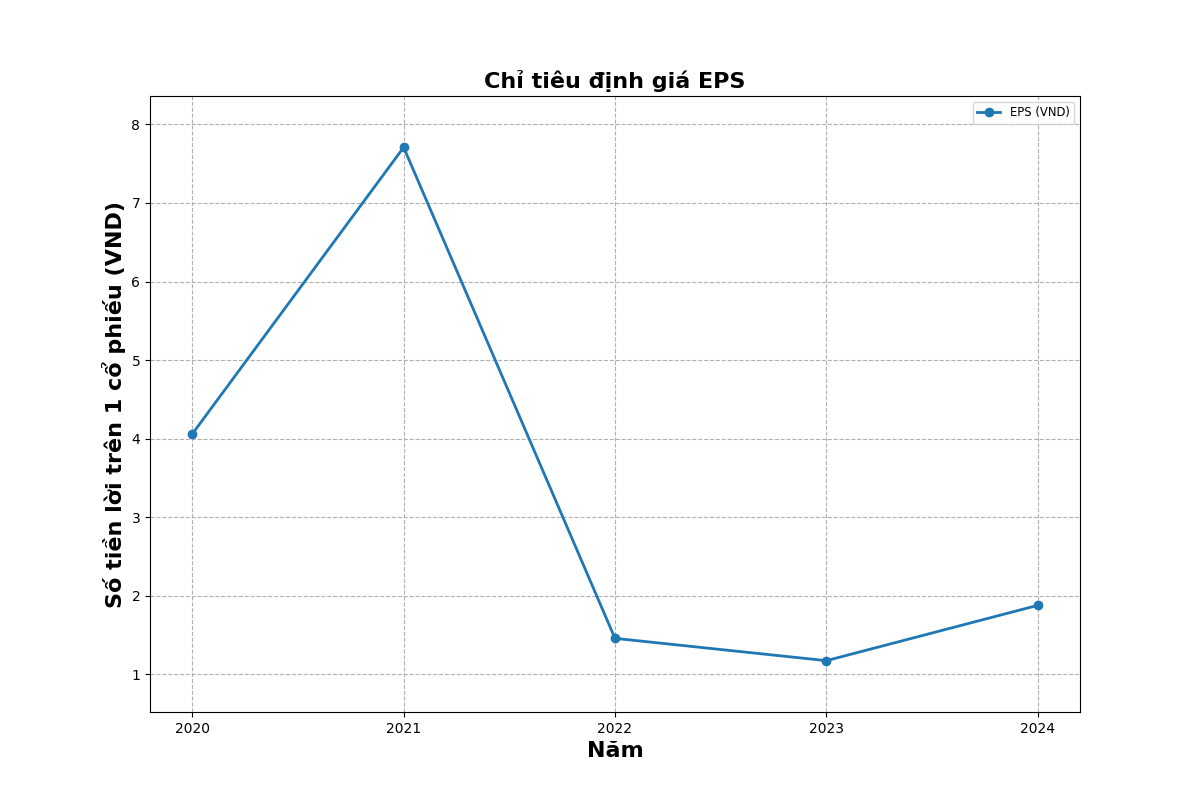 Chỉ tiêu định giá EPS
EPS (VND)
Số tiền lời trên 1 cổ phiếu (VND)
8
7
6
5
4
3
2
1
2020 2021 2022 2023 2024
Năm